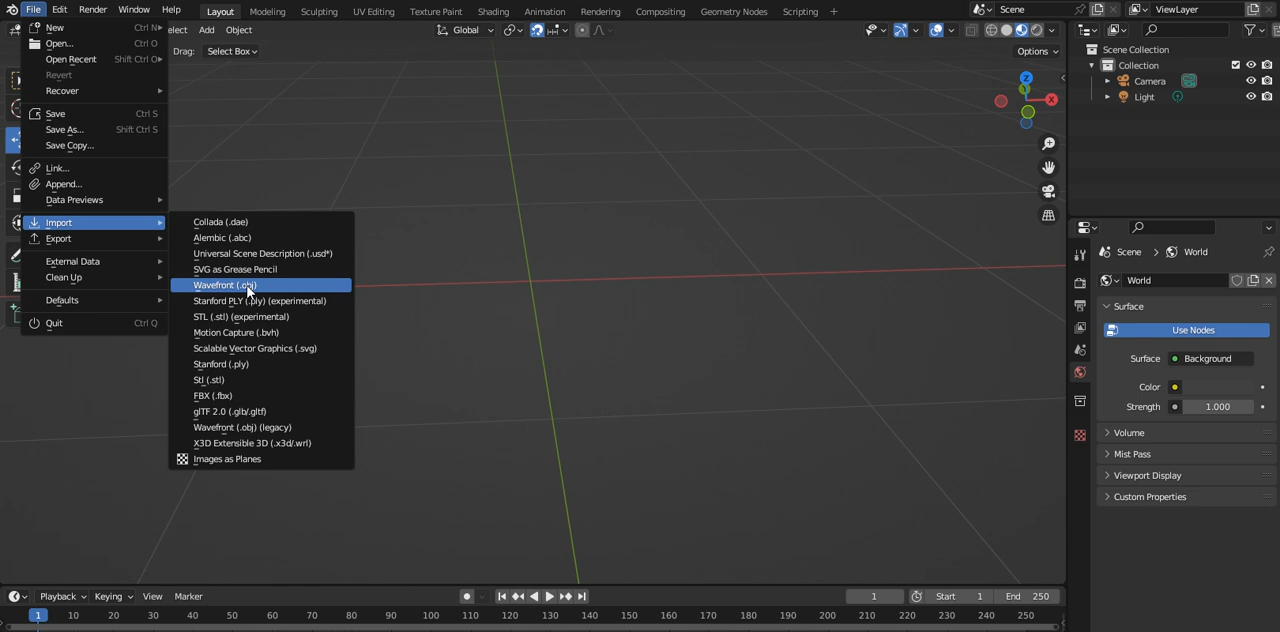 File Edit Render Window Help Layout Modeling Sculpting UV Editing Texture Paint Shading Animation Rendering Compositing Geometry Nodes Scripting + Scene ViewLayer
elect Add Object Global
Drag: Select Box Options
New Ctrl N
Open... Ctrl O
Open Recent Shift Ctrl O
Revert
Recover
Save Ctrl S
Save As... Shift Ctrl S
Save Copy...
Link...
Append...
Data Previews
Import
Export
External Data
Clean Up
Defaults
Quit Ctrl Q
Collada (.dae)
Alembic (.abc)
Universal Scene Description (.usd*)
SVG as Grease Pencil
Wavefront (.obj)
Stanford PLY (.ply) (experimental)
STL (.stl) (experimental)
Motion Capture (.bvh)
Scalable Vector Graphics (.svg)
Stanford (.ply)
Stl (.stl)
FBX (.fbx)
glTF 2.0 (.glb/.gltf)
Wavefront (.obj) (legacy)
X3D Extensible 3D (.x3d/.wrl)
Images as Planes
Z
Y
X
Scene Collection
Collection
Camera
Light
Scene World
World
Surface
Use Nodes
Surface Background
Color
Strength 1.000
Volume
Mist Pass
Viewport Display
Custom Properties
Playback Keying View Marker 1 Start 1 End 250
1 10 20 30 40 50 60 70 80 90 100 110 120 130 140 150 160 170 180 190 200 210 220 230 240 250